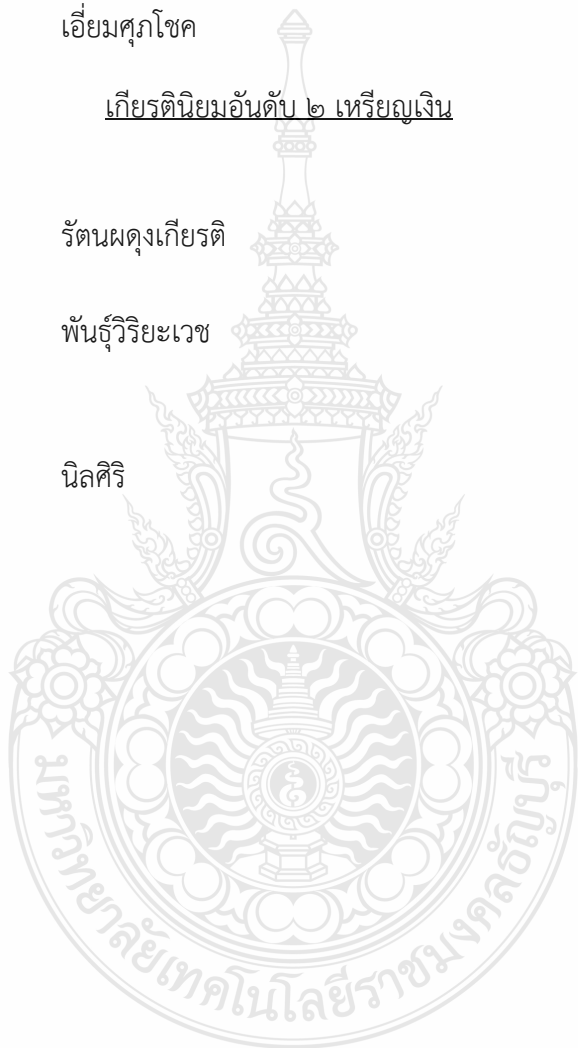 เอี่ยมศุภโชค
เกียรตินิยมอันดับ ๒ เหรียญเงิน
รัตนผดุงเกียรติ
พันธุ์วิริยะเวช
นิลศิริ
มหาวิทยาลัยเทคโนโลยีราชมงคลธัญบุรี